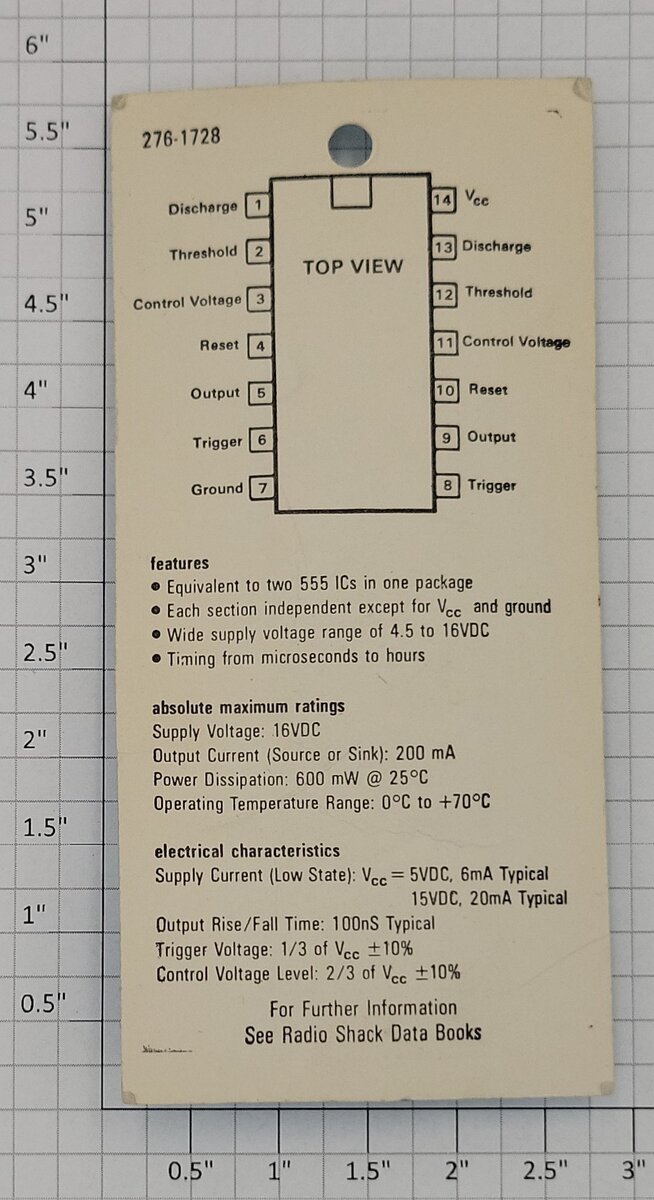 6"
5.5"
5"
4.5"
4"
3.5"
3"
2.5"
2"
1.5"
1"
0.5"
276-1728
Discharge 1
Threshold 2
Control Voltage 3
Reset 4
Output 5
Trigger 6
Ground 7
TOP VIEW
14 Vcc
13 Discharge
12 Threshold
11 Control Voltage
10 Reset
9 Output
8 Trigger
features
• Equivalent to two 555 ICs in one package
• Each section independent except for Vcc and ground
• Wide supply voltage range of 4.5 to 16VDC
• Timing from microseconds to hours
absolute maximum ratings
Supply Voltage: 16VDC
Output Current (Source or Sink): 200 mA
Power Dissipation: 600 mW @ 25°C
Operating Temperature Range: 0°C to +70°C
electrical characteristics
Supply Current (Low State): Vcc = 5VDC, 6mA Typical
15VDC, 20mA Typical
Output Rise/Fall Time: 100nS Typical
Trigger Voltage: 1/3 of Vcc ±10%
Control Voltage Level: 2/3 of Vcc ±10%
For Further Information
See Radio Shack Data Books
0.5" 1" 1.5" 2" 2.5" 3"